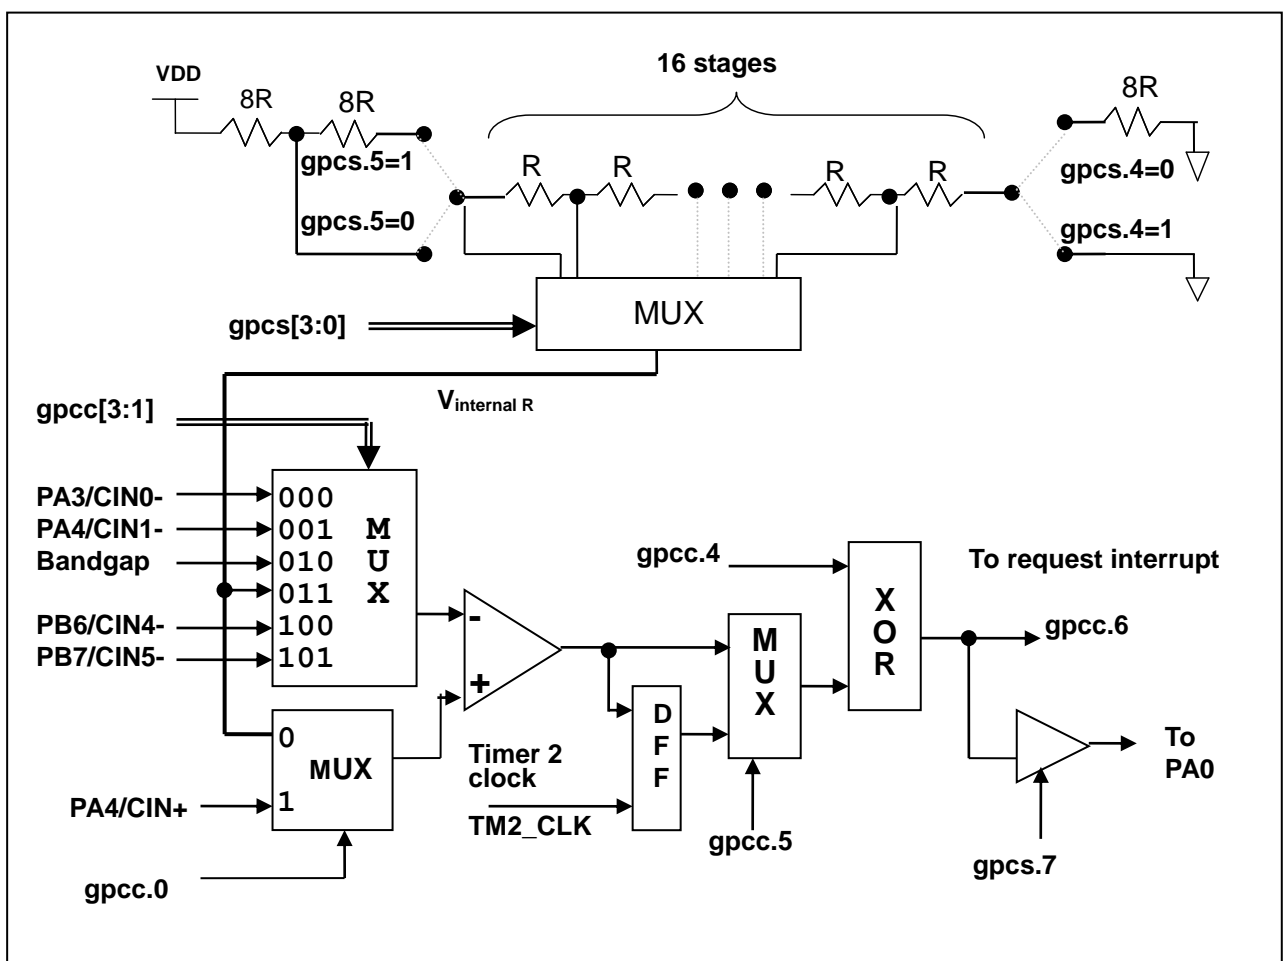 16 stages
VDD
8R
8R
8R
gpcs.5=1
R
R
R
R
gpcs.4=0
gpcs.5=0
gpcs.4=1
MUX
gpcs[3:0]
Vinternal R
gpcc[3:1]
PA3/CIN0-
000
PA4/CIN1-
001
Bandgap
010
011
PB6/CIN4-
100
PB7/CIN5-
101
M
U
X
-
+
gpcc.4
To request interrupt
X
O
R
gpcc.6
M
U
X
D
F
F
0
MUX
1
PA4/CIN+
gpcc.0
Timer 2
clock
TM2_CLK
gpcc.5
To
PA0
gpcs.7